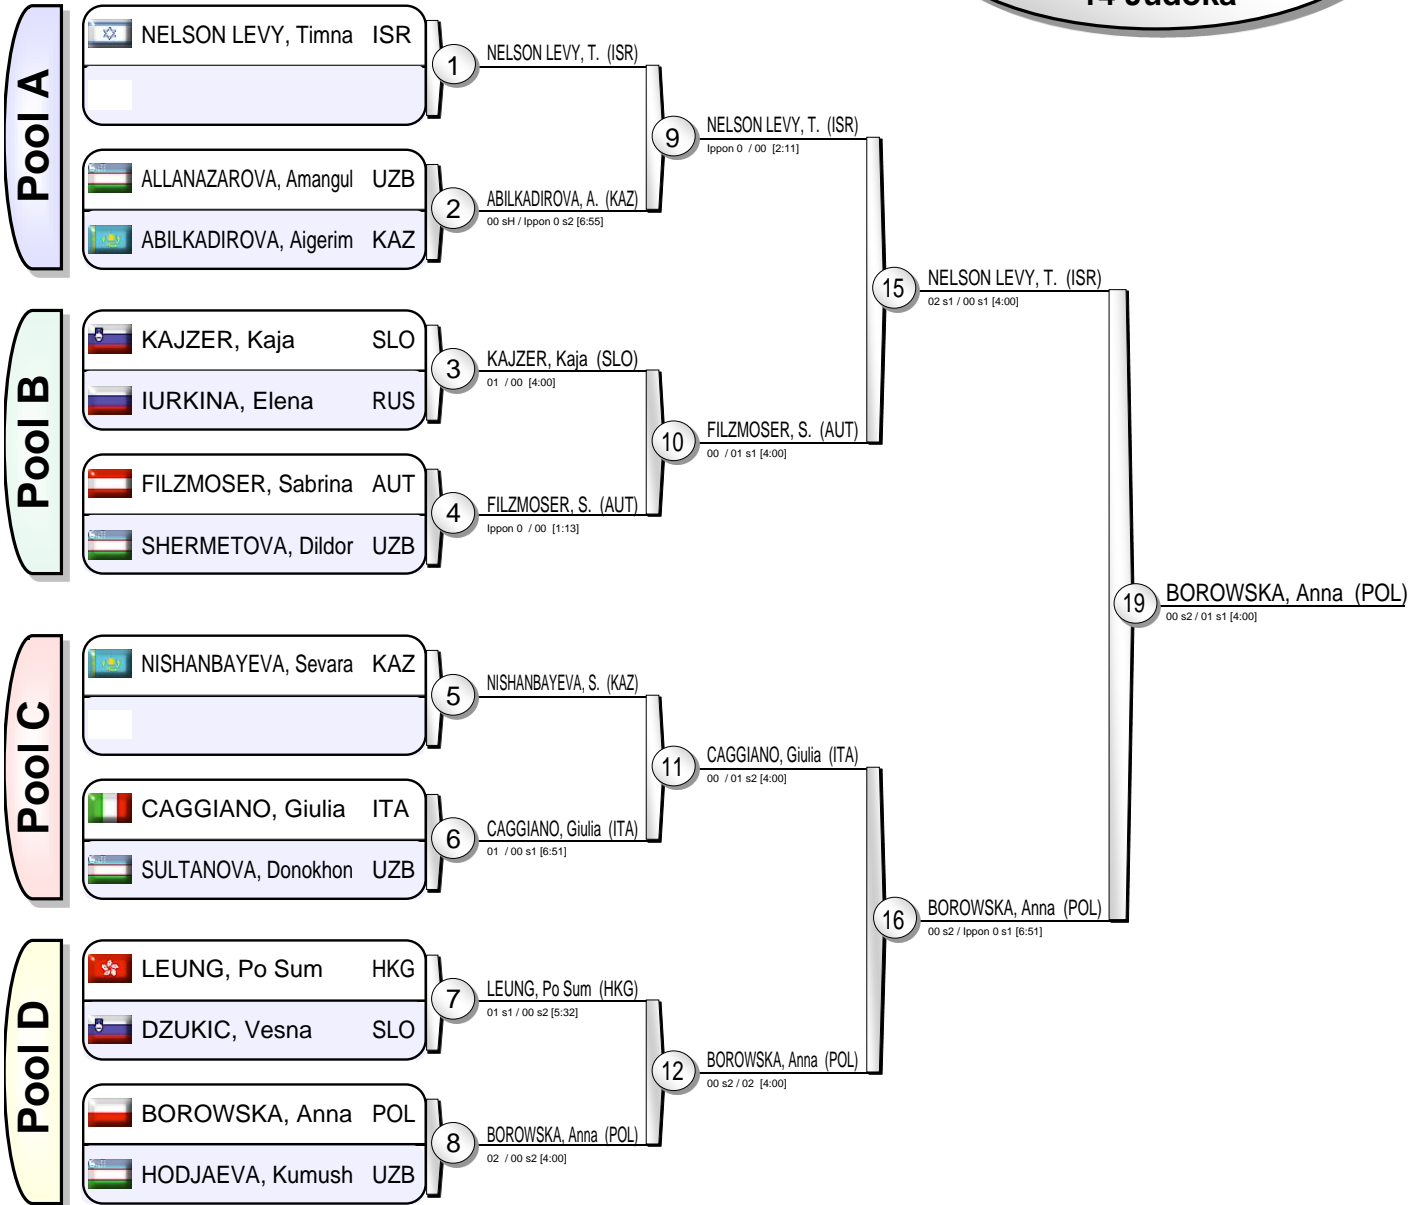 14 Judoka
Pool A
NELSON LEVY, Timna ISR
1
NELSON LEVY, T. (ISR)
ALLANAZAROVA, Amangul UZB
ABILKADIROVA, Aigerim KAZ
2
ABILKADIROVA, A. (KAZ)
00 sH / Ippon 0 s2 [6:55]
9
NELSON LEVY, T. (ISR)
Ippon 0 / 00 [2:11]
Pool B
KAJZER, Kaja SLO
IURKINA, Elena RUS
3
KAJZER, Kaja (SLO)
01 / 00 [4:00]
FILZMOSER, Sabrina AUT
SHERMETOVA, Dildor UZB
4
FILZMOSER, S. (AUT)
Ippon 0 / 00 [1:13]
10
FILZMOSER, S. (AUT)
00 / 01 s1 [4:00]
15
NELSON LEVY, T. (ISR)
02 s1 / 00 s1 [4:00]
Pool C
NISHANBAYEVA, Sevara KAZ
5
NISHANBAYEVA, S. (KAZ)
CAGGIANO, Giulia ITA
SULTANOVA, Donokhon UZB
6
CAGGIANO, Giulia (ITA)
01 / 00 s1 [6:51]
11
CAGGIANO, Giulia (ITA)
00 / 01 s2 [4:00]
Pool D
LEUNG, Po Sum HKG
DZUKIC, Vesna SLO
7
LEUNG, Po Sum (HKG)
01 s1 / 00 s2 [5:32]
BOROWSKA, Anna POL
HODJAEVA, Kumush UZB
8
BOROWSKA, Anna (POL)
02 / 00 s2 [4:00]
12
BOROWSKA, Anna (POL)
00 s2 / 02 [4:00]
16
BOROWSKA, Anna (POL)
00 s2 / Ippon 0 s1 [6:51]
19
BOROWSKA, Anna (POL)
00 s2 / 01 s1 [4:00]